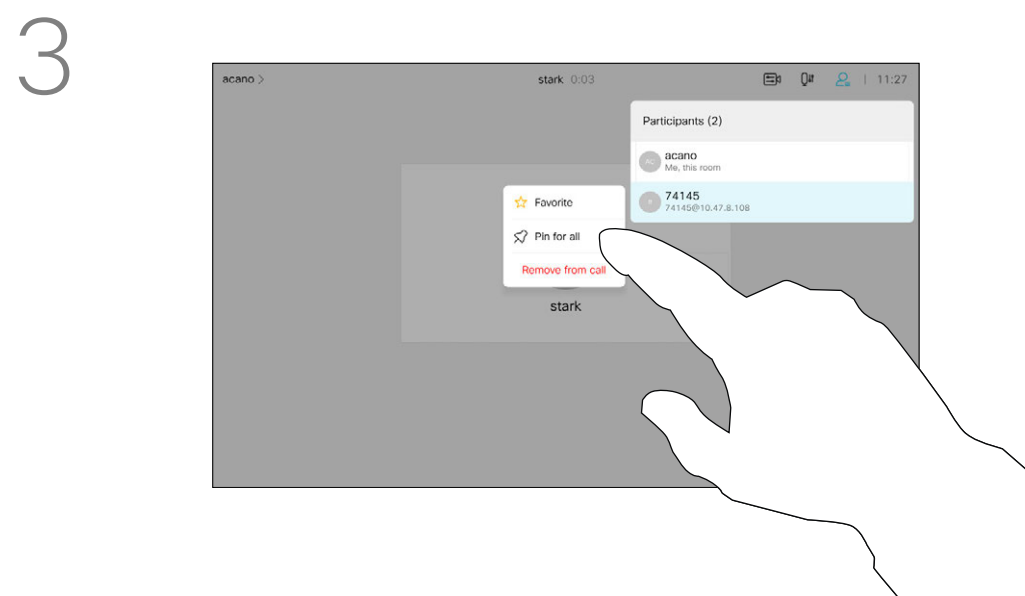 3
acano >
stark 0:03
11:27
Participants (2)
AC
acano
Me, this room
74145
74145@10.47.8.108
Favorite
Pin for all
Remove from call
stark